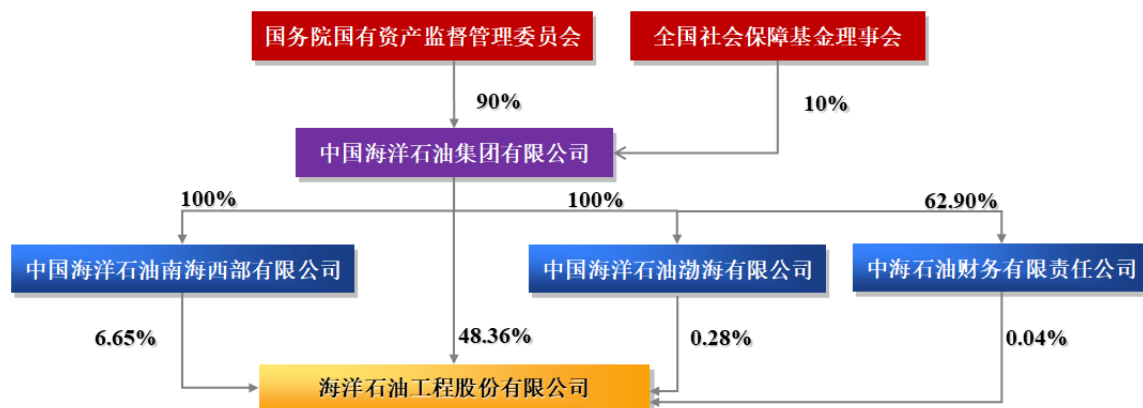 国务院国有资产监督管理委员会
全国社会保障基金理事会
90%
10%
中国海洋石油集团有限公司
100%
100%
62.90%
中国海洋石油南海西部有限公司
中国海洋石油渤海有限公司
中海石油财务有限责任公司
6.65%
48.36%
0.28%
0.04%
海洋石油工程股份有限公司